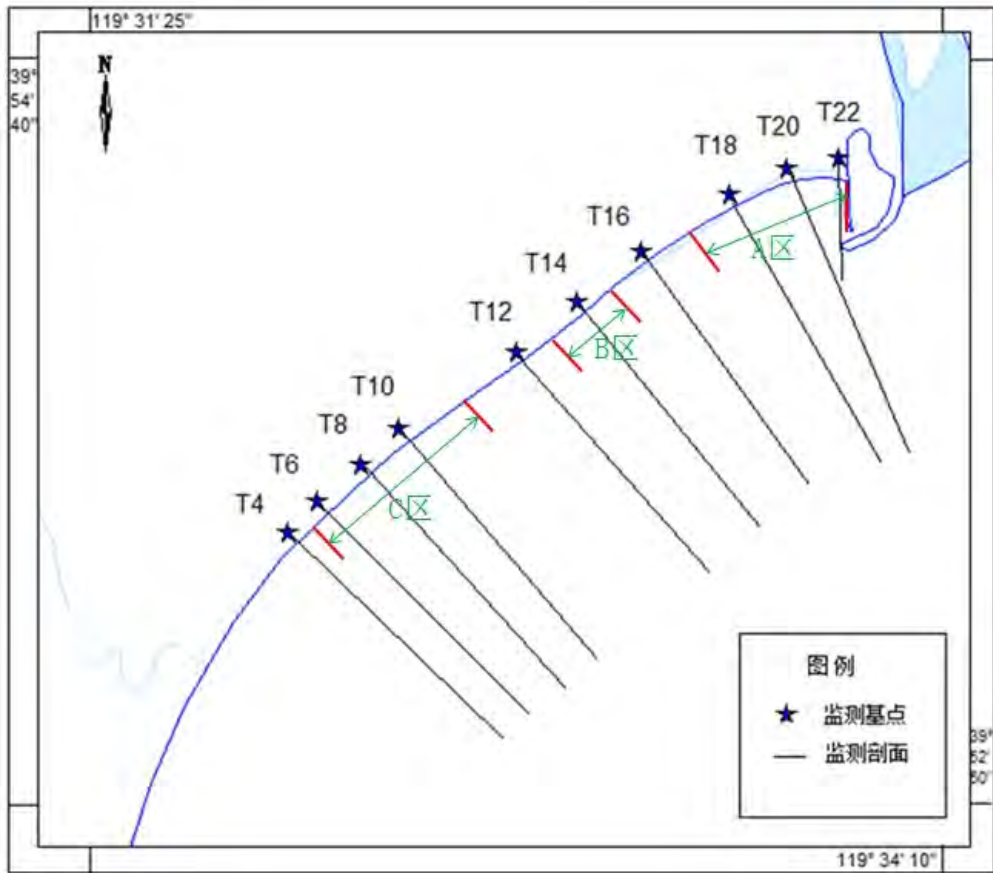 119° 31' 25"
39°
54'
40"
N
T22
T20
T18
T16
A区
T14
T12
B区
T10
T8
T6
C区
T4
图例
监测基点
监测剖面
39°
52'
50"
119° 34' 10"